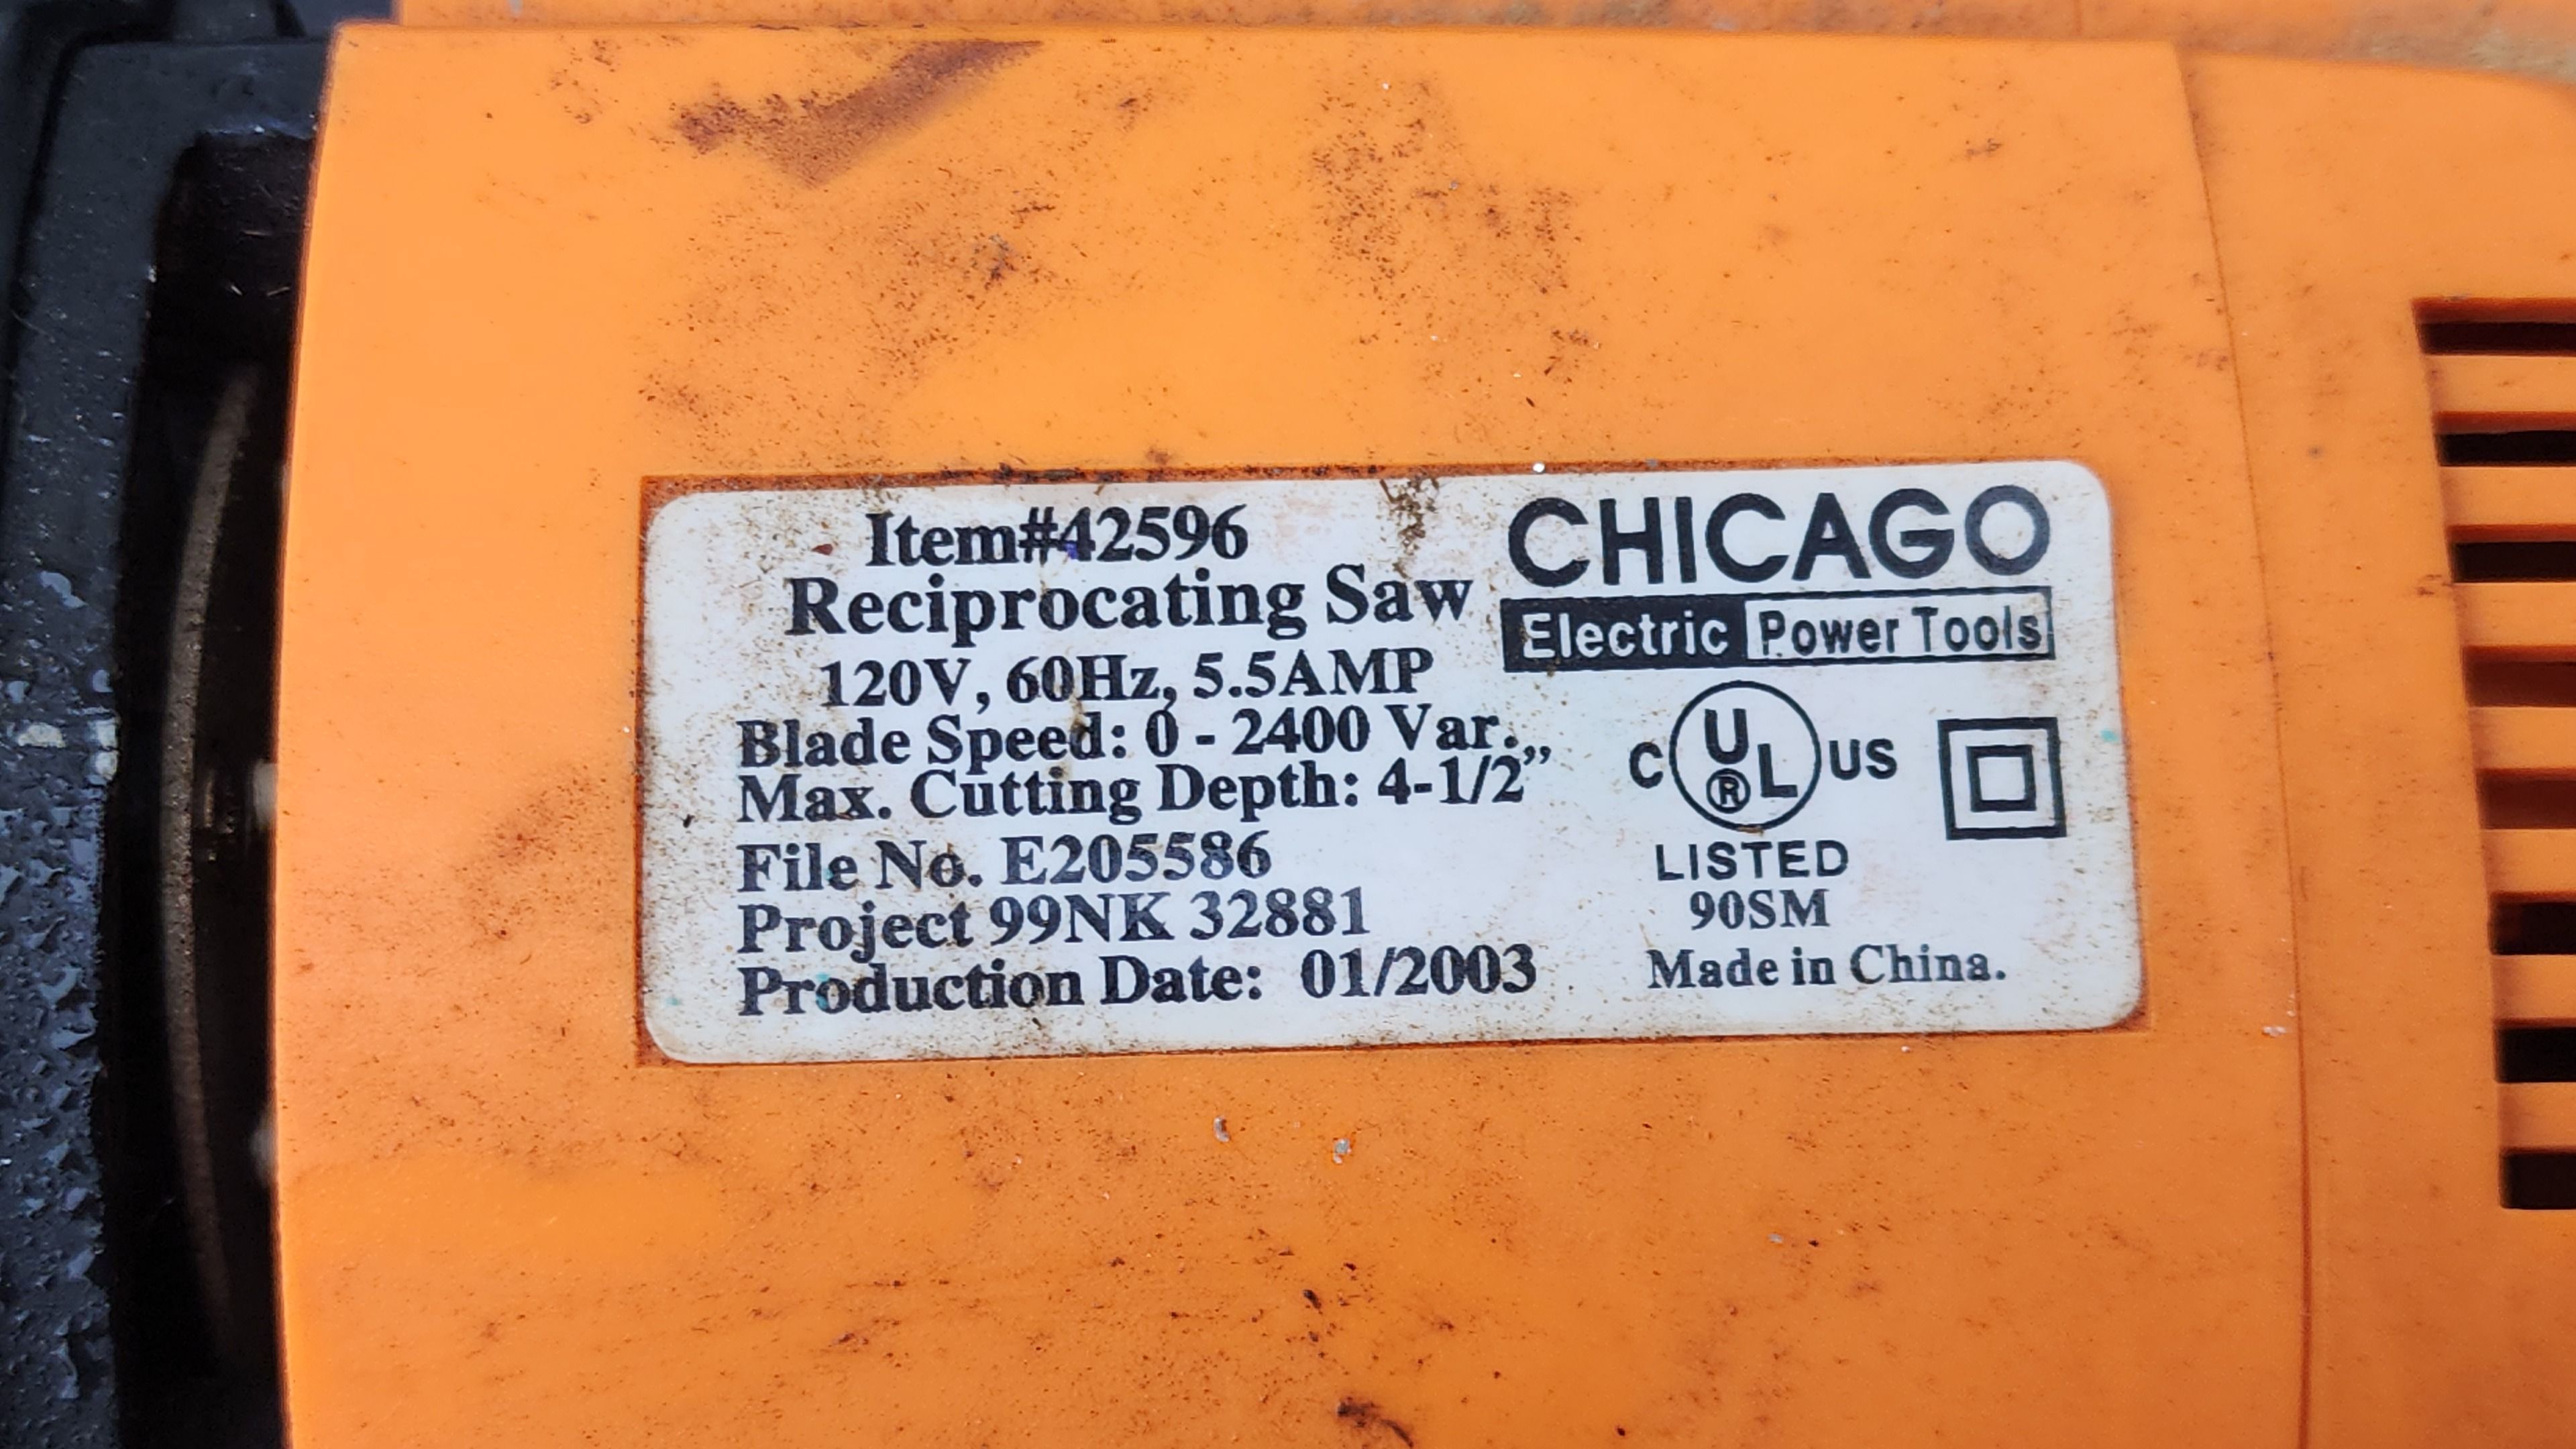 Item#42596
Reciprocating Saw
120V, 60Hz, 5.5AMP
Blade Speed: 0 - 2400 Var.
Max. Cutting Depth: 4-1/2”
File No. E205586
Project 99NK 32881
Production Date: 01/2003
CHICAGO
Electric Power Tools
C UL® US
LISTED
90SM
Made in China.